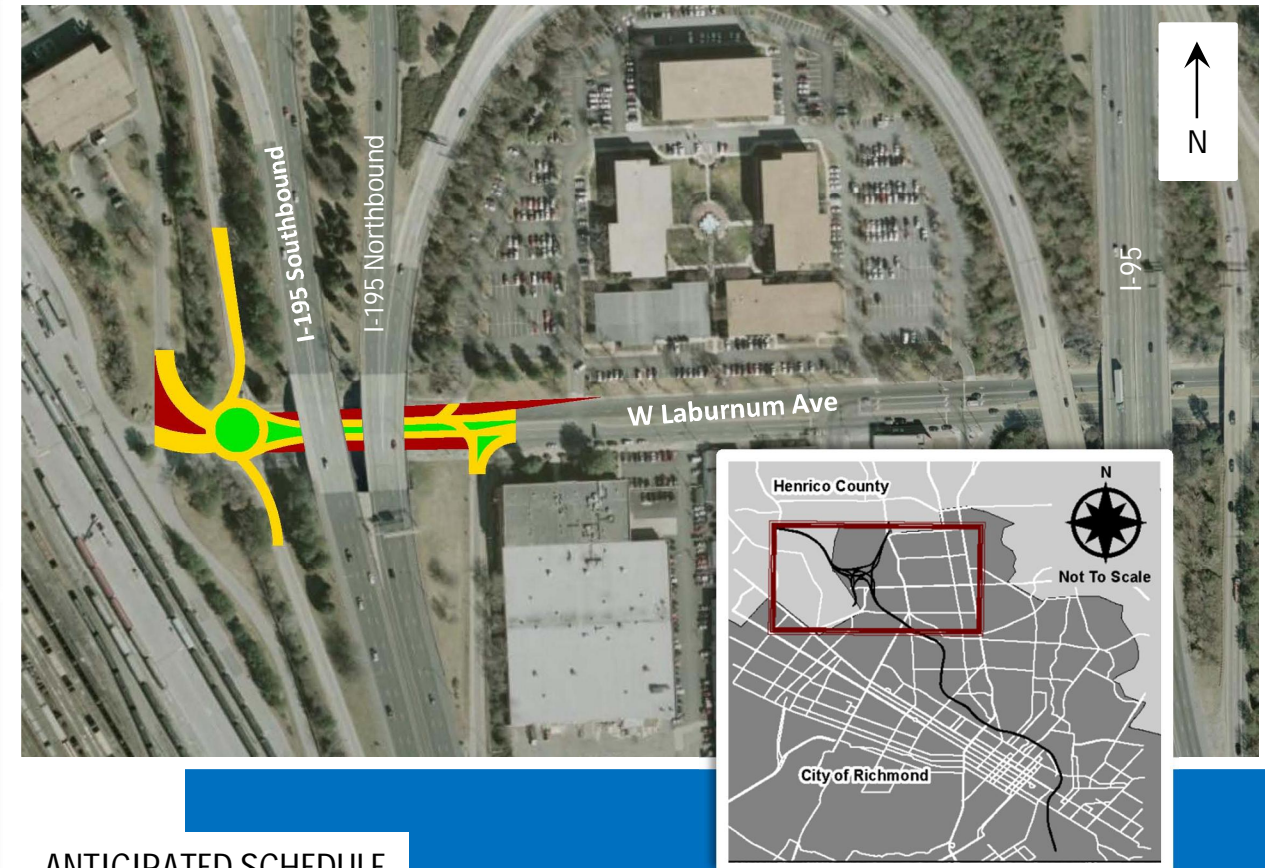 N
I-195 Southbound
I-195 Northbound
I-95
W Laburnum Ave
Henrico County
N
Not To Scale
City of Richmond
ANTICIPATED SCHEDULE